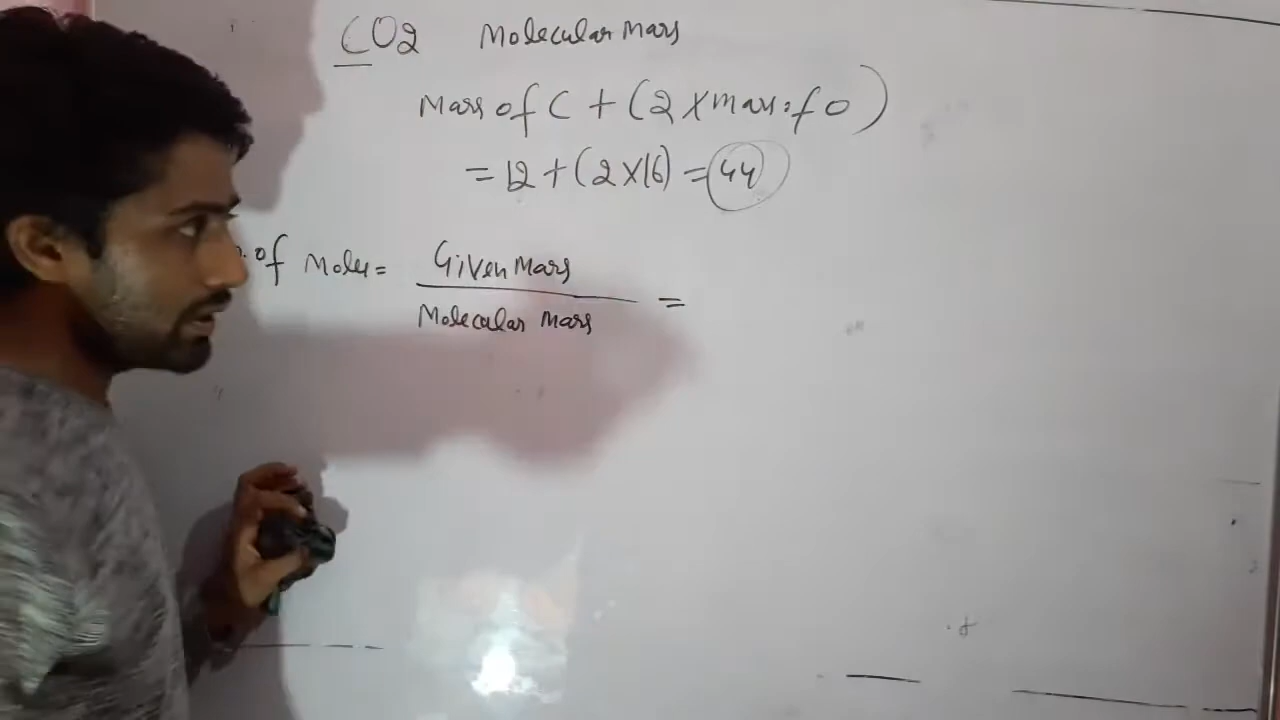 CO2 Molecular Mass
Mass of C + (2 X mass of O)
= 12 + (2 X 16) = 44
of Moles = Given Mass / Molecular Mass =